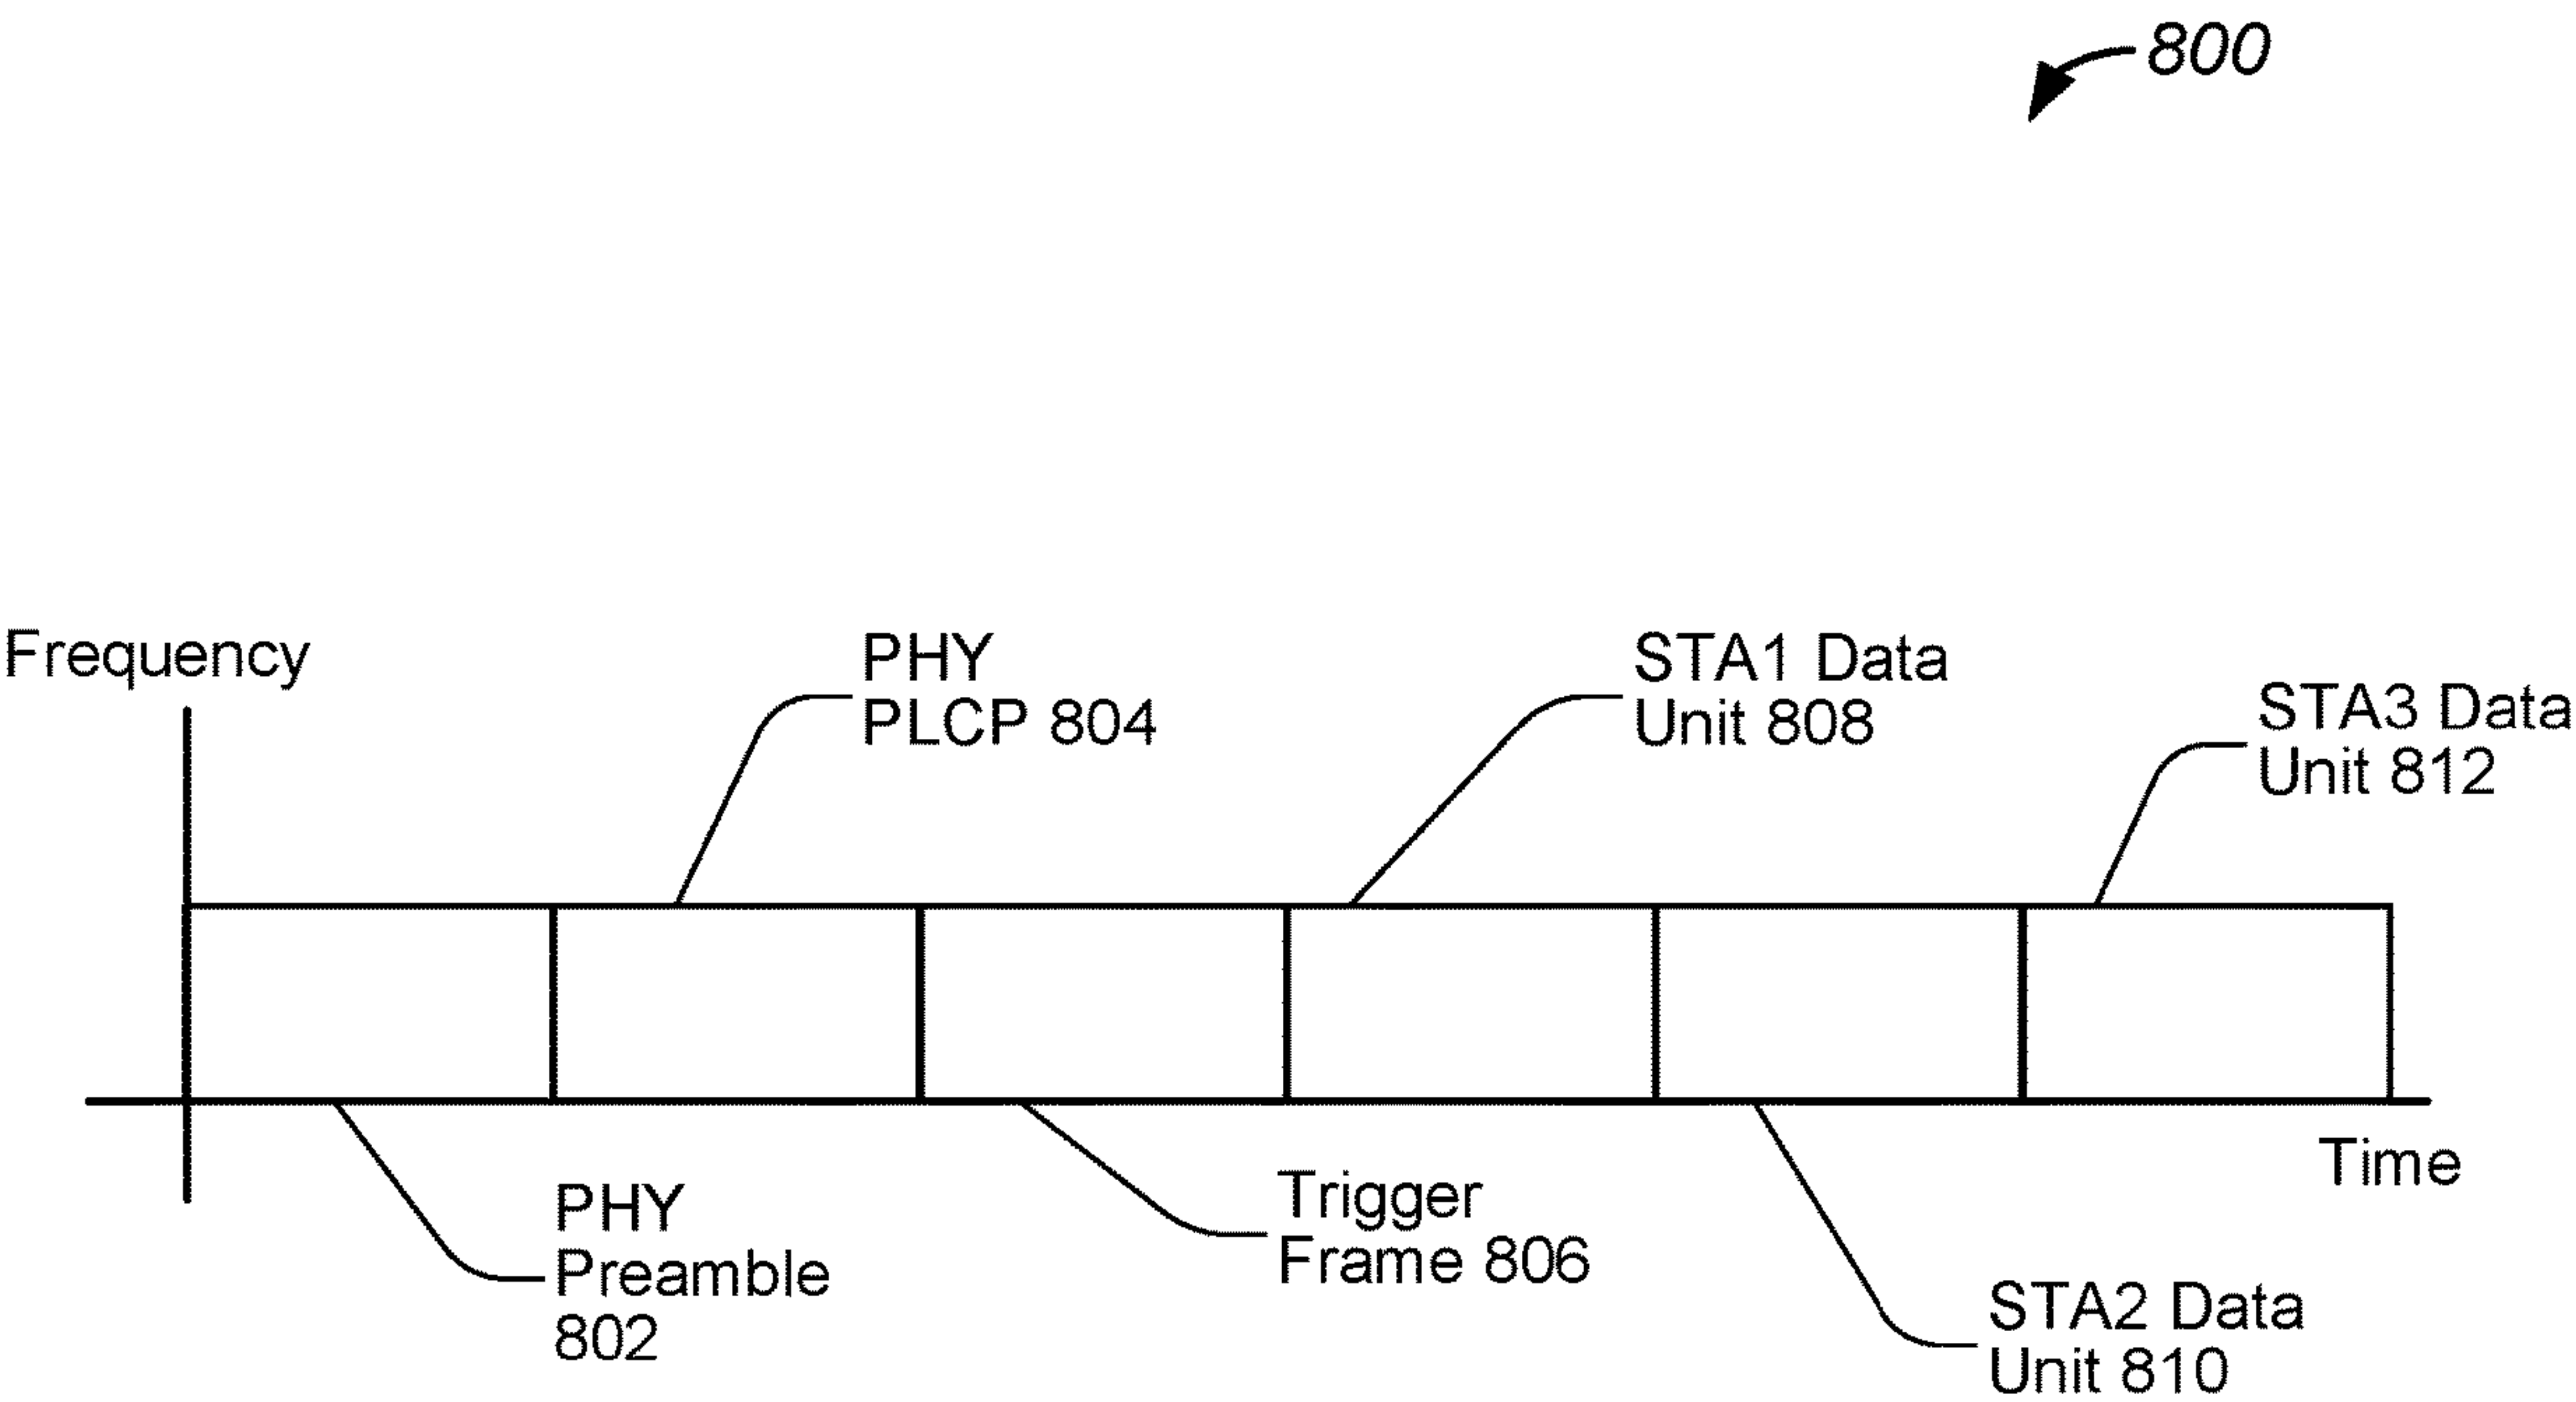 800
Frequency
PHY
PLCP 804
STA1 Data
Unit 808
STA3 Data
Unit 812
Time
PHY
Preamble
802
Trigger
Frame 806
STA2 Data
Unit 810